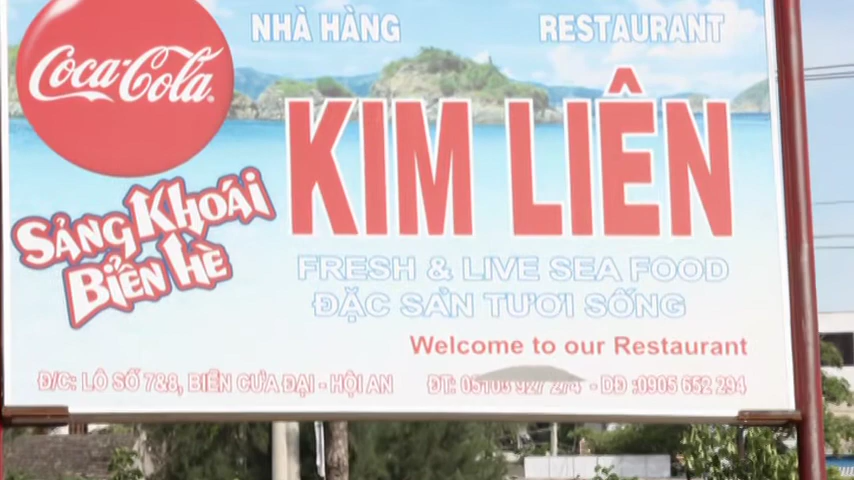 Coca-Cola
NHÀ HÀNG RESTAURANT
KIM LIÊN
SẢNG KHOÁI
BIỂN HÈ
FRESH & LIVE SEA FOOD
ĐẶC SẢN TƯƠI SỐNG
Welcome to our Restaurant
Đ/C: LÔ SỐ 7&8, BIỂN CỬA ĐẠI - HỘI AN ĐT: - DĐ :0905 652 294